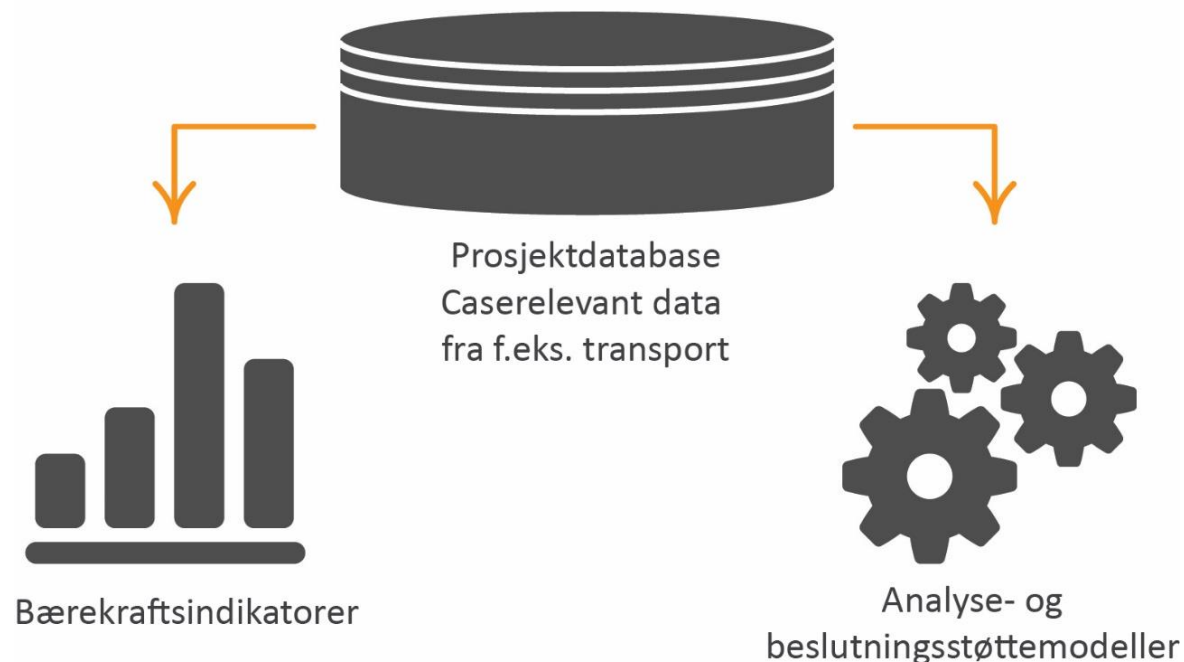 Prosjektdatabase
Caserelevant data
fra f.eks. transport
Bærekraftsindikatorer
Analyse- og
beslutningsstøttemodeller